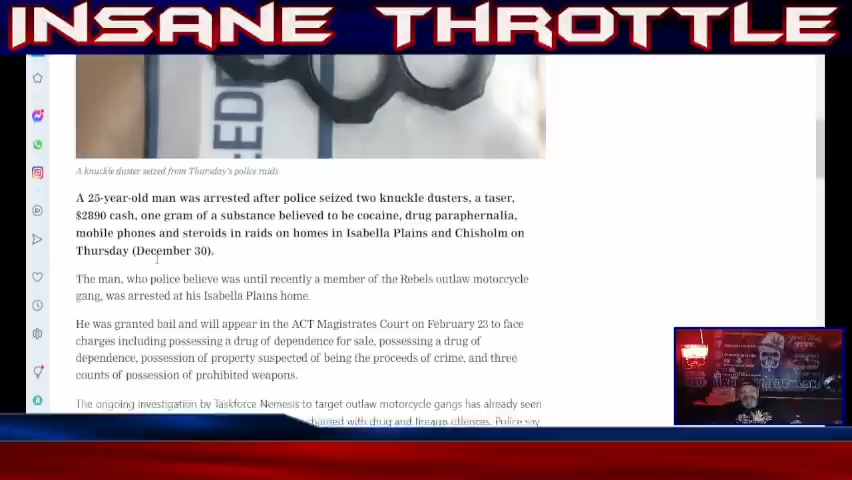 INSANE THROTTLE
A knuckle duster seized from Thursday's police raids.
A 25-year-old man was arrested after police seized two knuckle dusters, a taser,
$2890 cash, one gram of a substance believed to be cocaine, drug paraphernalia,
mobile phones and steroids in raids on homes in Isabella Plains and Chisholm on
Thursday (December 30).
The man, who police believe was until recently a member of the Rebels outlaw motorcycle
gang, was arrested at his Isabella Plains home.
He was granted bail and will appear in the ACT Magistrates Court on February 23 to face
charges including possessing a drug of dependence for sale, possessing a drug of
dependence, possession of property suspected of being the proceeds of crime, and three
counts of possession of prohibited weapons.
The ongoing investigation by Taskforce Nemesis to target outlaw motorcycle gangs has already seen
charged with drug and firearm offences. Police say